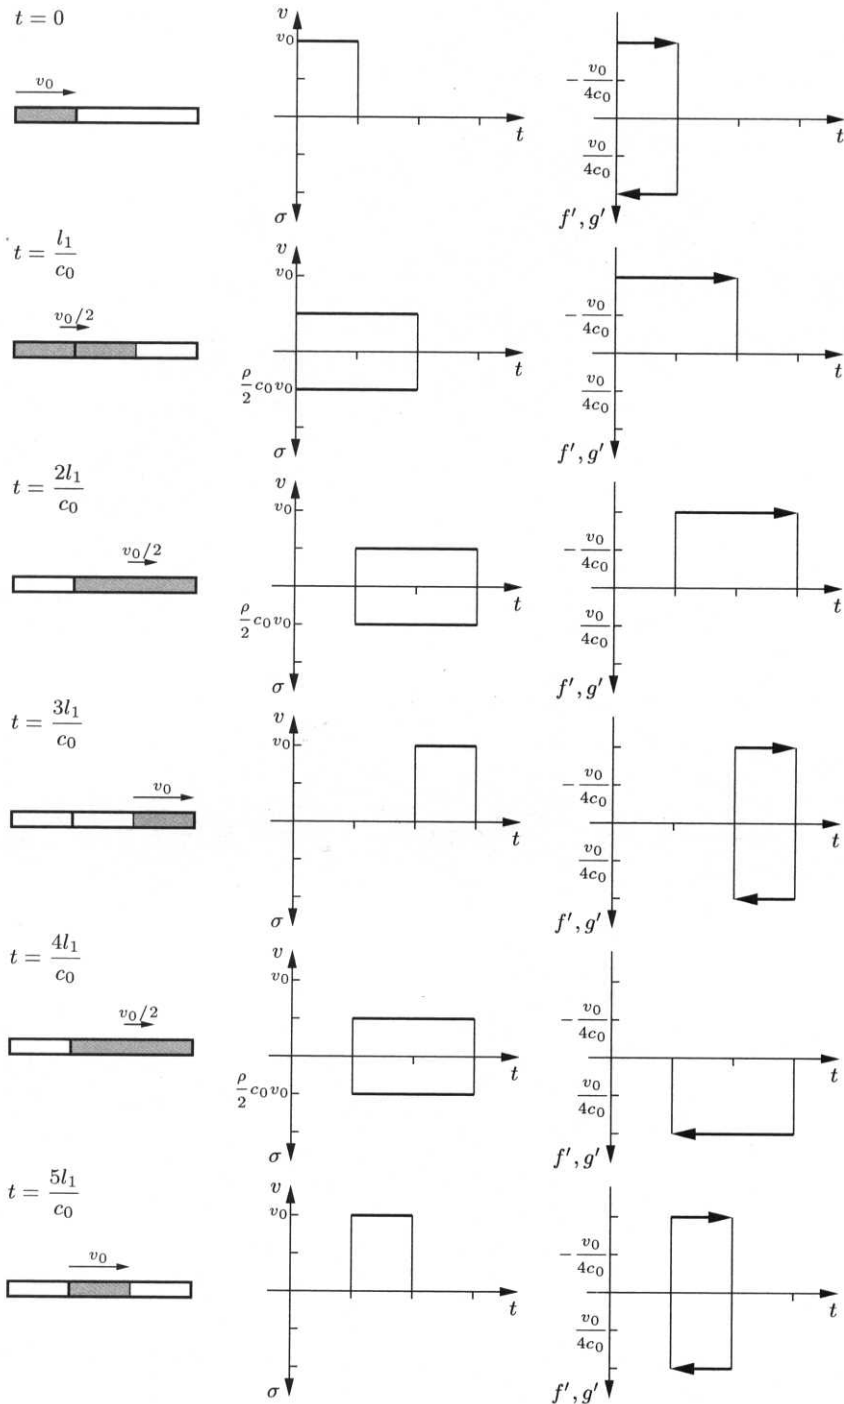 t = 0
v₀
v
v₀
t
σ
-v₀/4c₀
v₀/4c₀
t
f', g'
t = l₁/c₀
v₀/2
v
v₀
t
ρ/2 c₀v₀
σ
-v₀/4c₀
v₀/4c₀
t
f', g'
t = 2l₁/c₀
v₀/2
v
v₀
t
ρ/2 c₀v₀
σ
-v₀/4c₀
v₀/4c₀
t
f', g'
t = 3l₁/c₀
v₀
v
v₀
t
σ
-v₀/4c₀
v₀/4c₀
t
f', g'
t = 4l₁/c₀
v₀/2
v
v₀
t
ρ/2 c₀v₀
σ
-v₀/4c₀
v₀/4c₀
t
f', g'
t = 5l₁/c₀
v₀
v
v₀
t
σ
-v₀/4c₀
v₀/4c₀
t
f', g'